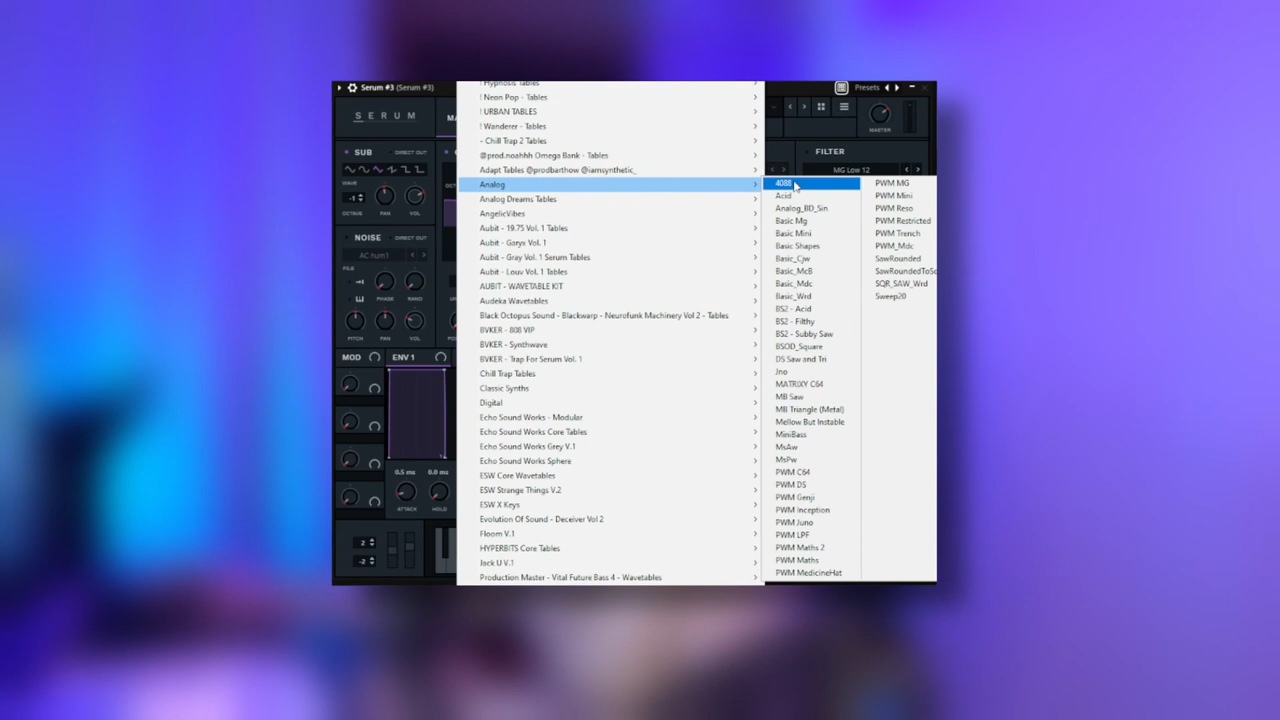 Serum #3 (Serum #3)
Presets
SERUM
MA
MASTER
SUB
DIRECT OUT
WAVE
-1
OCTAVE
PAN
VOL
NOISE
DIRECT OUT
AC hum1
FILE
PHASE
RAND
PITCH
PAN
VOL
MOD
ENV 1
0.5 ms
0.0 ms
ATTACK
HOLD
2
-2
FILTER
MG Low 12
! Hypnosis Tables
! Neon Pop - Tables
! URBAN TABLES
! Wanderer - Tables
- Chill Trap 2 Tables
@prod.noahhh Omega Bank - Tables
Adapt Tables @prodbarthow @iamsynthetic_
Analog
Analog Dreams Tables
AngelicVibes
Aubit - 19.75 Vol. 1 Tables
Aubit - Garyx Vol. 1
Aubit - Gray Vol. 1 Serum Tables
Aubit - Louv Vol. 1 Tables
AUBIT - WAVETABLE KIT
Audeka Wavetables
Black Octopus Sound - Blackwarp - Neurofunk Machinery Vol 2 - Tables
BVKER - 808 VIP
BVKER - Synthwave
BVKER - Trap For Serum Vol. 1
Chill Trap Tables
Classic Synths
Digital
Echo Sound Works - Modular
Echo Sound Works Core Tables
Echo Sound Works Grey V.1
Echo Sound Works Sphere
ESW Core Wavetables
ESW Strange Things V.2
ESW X Keys
Evolution Of Sound - Deceiver Vol 2
Floom V.1
HYPERBITS Core Tables
Jack U V.1
Production Master - Vital Future Bass 4 - Wavetables
4088
Acid
Analog_BD_Sin
Basic Mg
Basic Mini
Basic Shapes
Basic_Cjw
Basic_McB
Basic_Mdc
Basic_Wrd
BS2 - Acid
BS2 - Filthy
BS2 - Subby Saw
BSOD_Square
DS Saw and Tri
Jno
MATRIXY C64
MB Saw
MB Triangle (Metal)
Mellow But Instable
MiniBass
MsAw
MsPw
PWM C64
PWM DS
PWM Genji
PWM Inception
PWM Juno
PWM LPF
PWM Maths 2
PWM Maths
PWM MedicineHat
PWM MG
PWM Mini
PWM Reso
PWM Restricted
PWM Trench
PWM_Mdc
SawRounded
SawRoundedToSc
SQR_SAW_Wrd
Sweep20